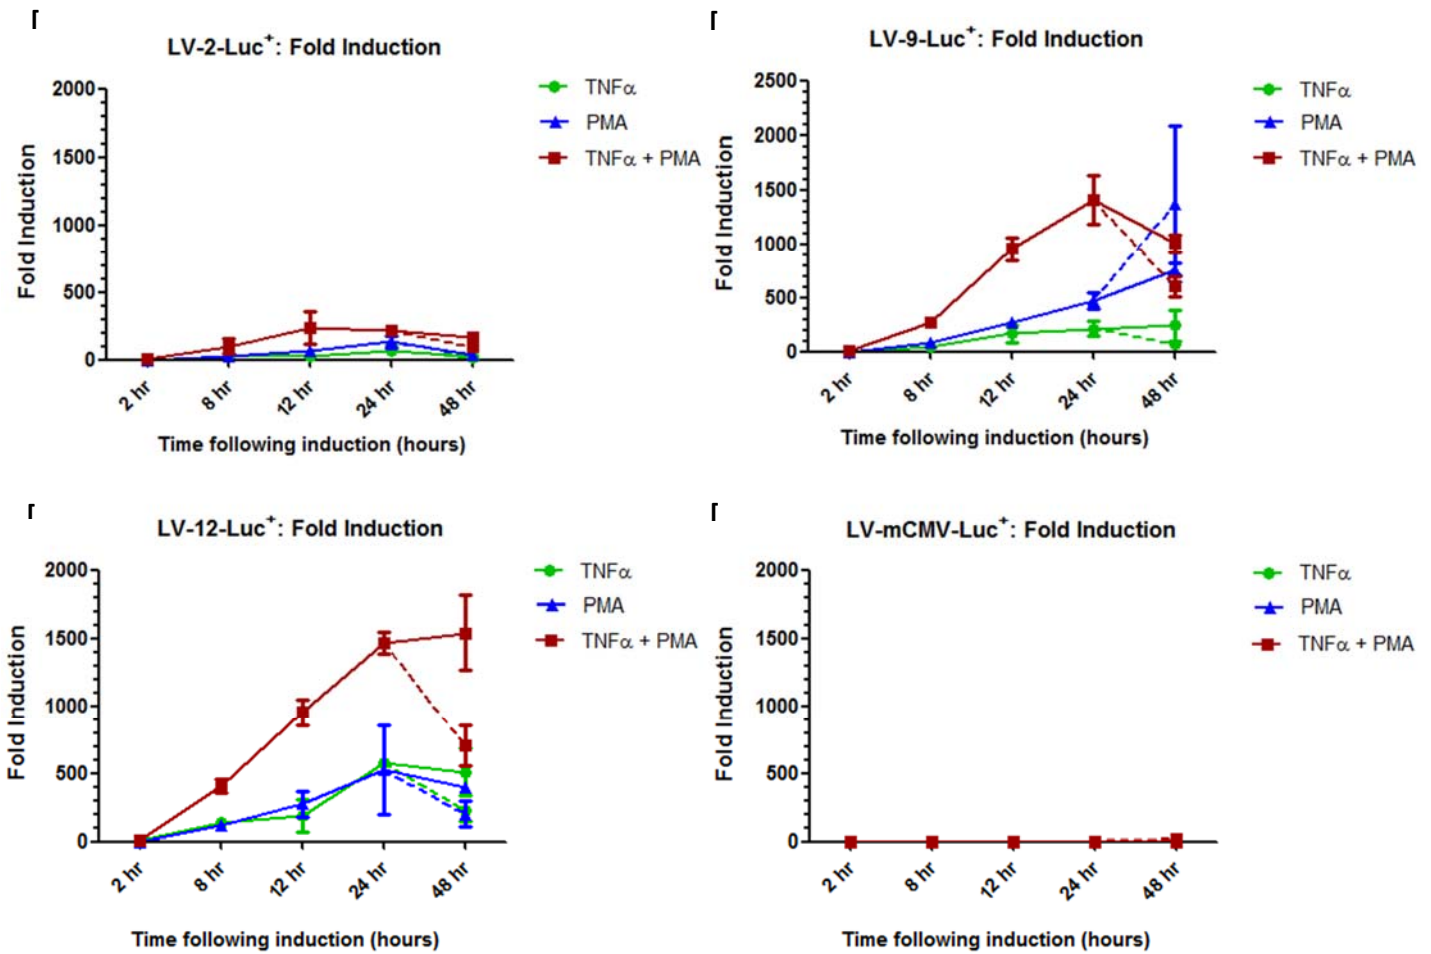 LV-2-Luc+: Fold Induction
2000
1500
1000
500
0
Fold Induction
2 hr
8 hr
12 hr
24 hr
48 hr
Time following induction (hours)
TNFα
PMA
TNFα + PMA
LV-9-Luc+: Fold Induction
2500
2000
1500
1000
500
0
Fold Induction
2 hr
8 hr
12 hr
24 hr
48 hr
Time following induction (hours)
TNFα
PMA
TNFα + PMA
LV-12-Luc+: Fold Induction
2000
1500
1000
500
0
Fold Induction
2 hr
8 hr
12 hr
24 hr
48 hr
Time following induction (hours)
TNFα
PMA
TNFα + PMA
LV-mCMV-Luc+: Fold Induction
2000
1500
1000
500
0
Fold Induction
2 hr
8 hr
12 hr
24 hr
48 hr
Time following induction (hours)
TNFα
PMA
TNFα + PMA